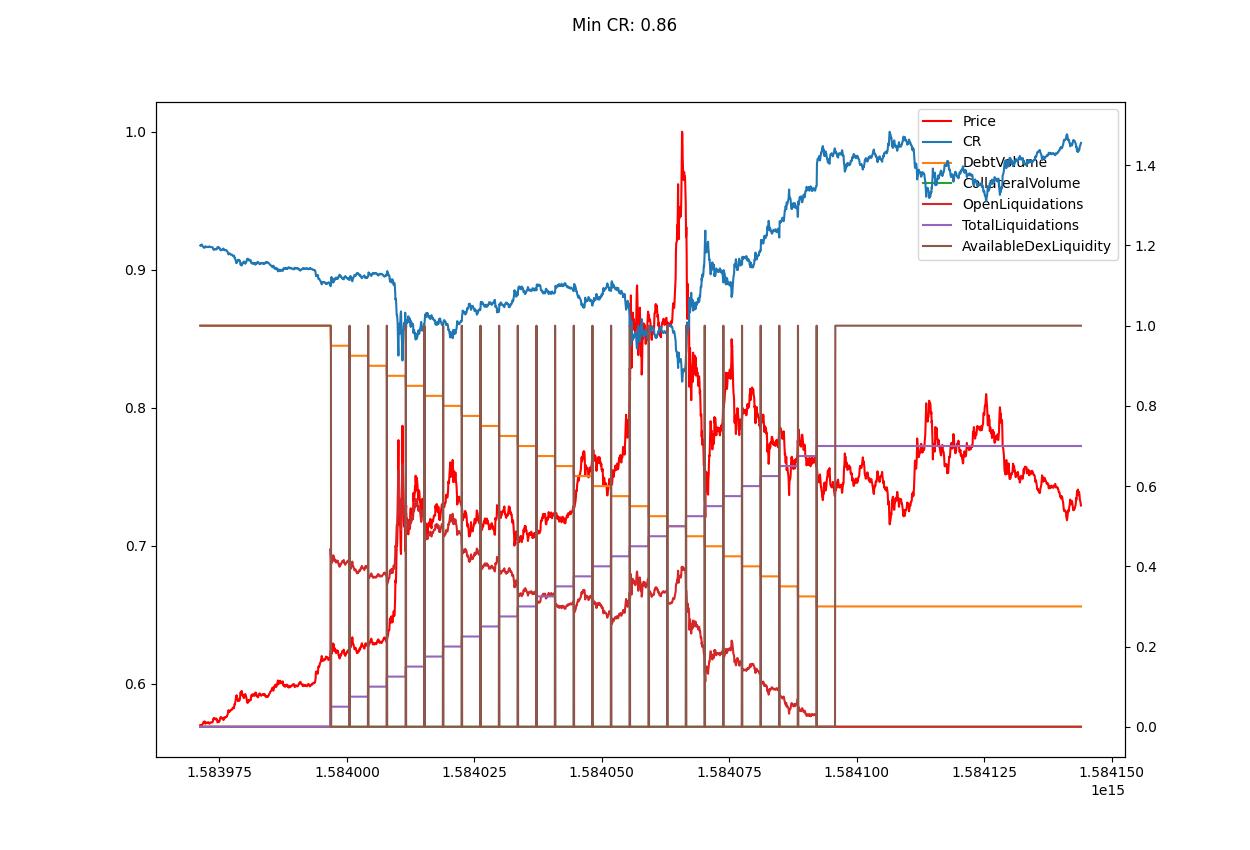 Min CR: 0.86
1.0
0.9
0.8
0.7
0.6
1.4
1.2
1.0
0.8
0.6
0.4
0.2
0.0
Price
CR
DebtVolume
CollateralVolume
OpenLiquidations
TotalLiquidations
AvailableDexLiquidity
1.583975 1.584000 1.584025 1.584050 1.584075 1.584100 1.584125 1.584150
1e15